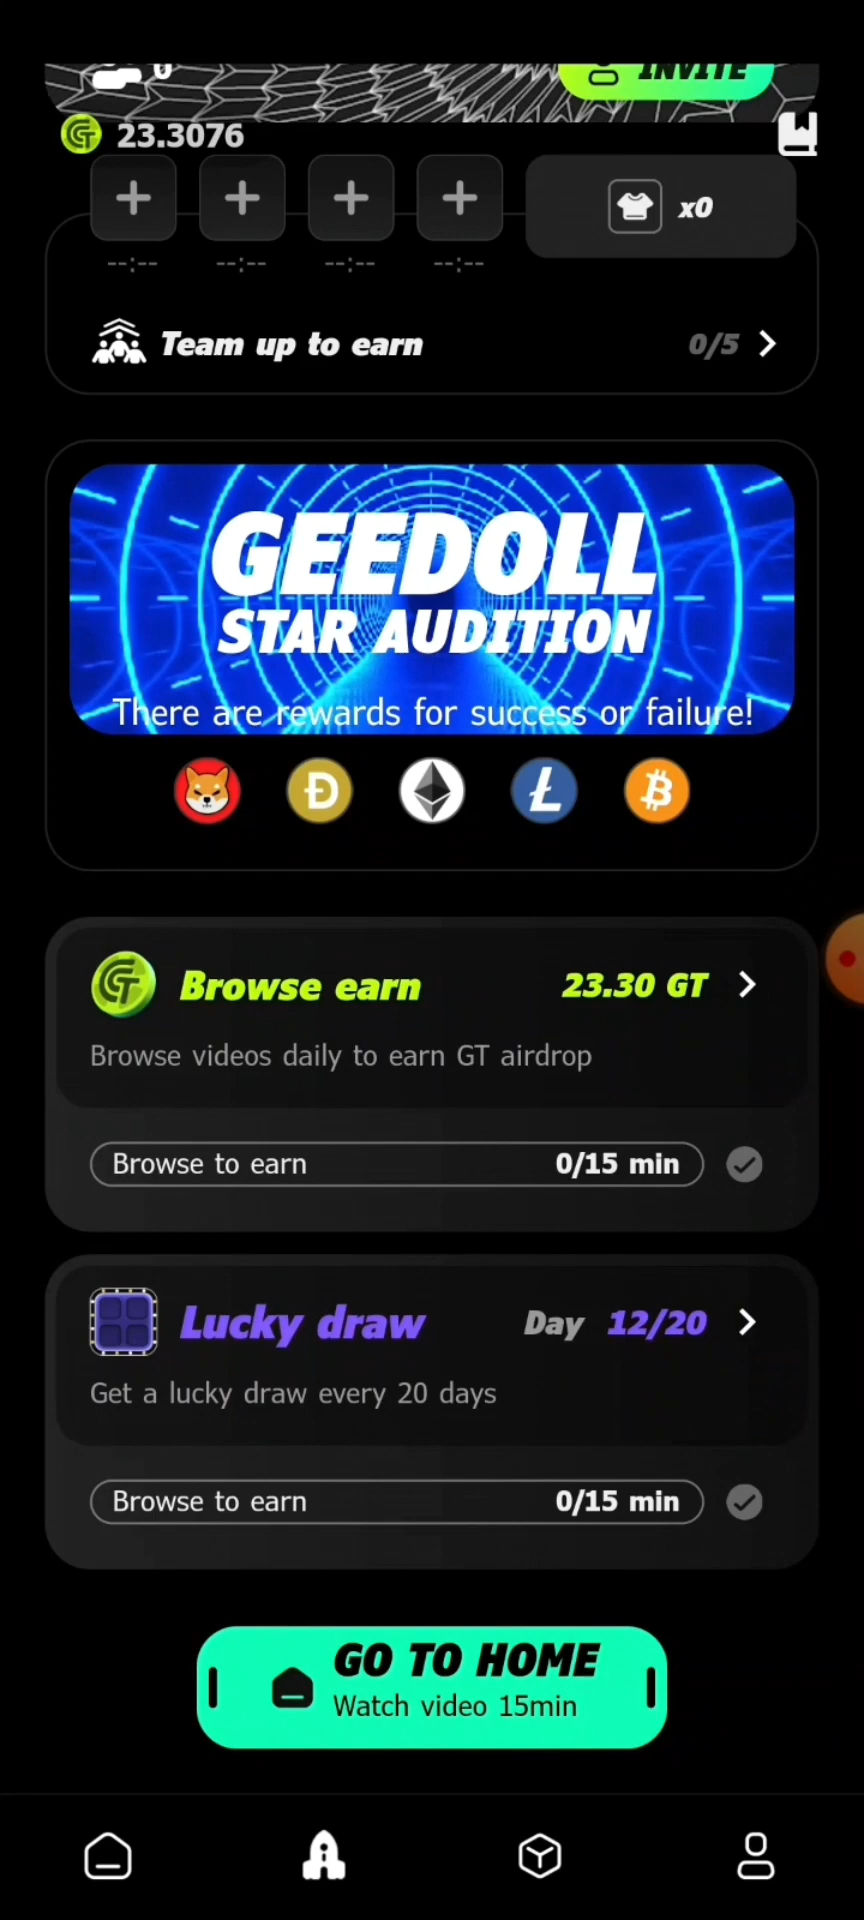 0
INVITE
23.3076
x0
--:-- --:-- --:-- --:--
Team up to earn 0/5
GEEDOLL
STAR AUDITION
There are rewards for success or failure!
Browse earn 23.30 GT
Browse videos daily to earn GT airdrop
Browse to earn 0/15 min
Lucky draw Day 12/20
Get a lucky draw every 20 days
Browse to earn 0/15 min
GO TO HOME
Watch video 15min